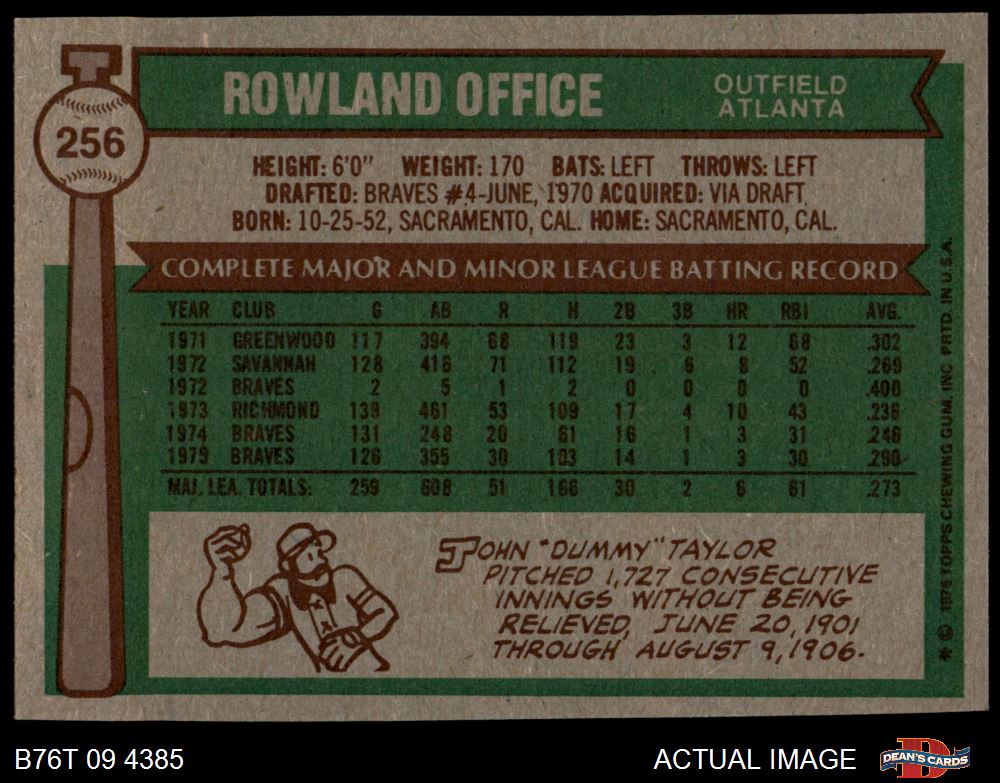 256
ROWLAND OFFICE
OUTFIELD
ATLANTA
HEIGHT: 6'0" WEIGHT: 170 BATS: LEFT THROWS: LEFT
DRAFTED: BRAVES #4-JUNE, 1970 ACQUIRED: VIA DRAFT
BORN: 10-25-52, SACRAMENTO, CAL. HOME: SACRAMENTO, CAL.
COMPLETE MAJOR AND MINOR LEAGUE BATTING RECORD
YEAR CLUB G AB R H 2B 3B HR RBI AVG.
1971 GREENWOOD 117 394 68 119 23 3 12 68 .302
1972 SAVANNAH 128 416 71 112 19 6 8 52 .269
1972 BRAVES 2 5 1 2 0 0 0 0 .400
1973 RICHMOND 139 461 53 109 17 4 10 43 .236
1974 BRAVES 131 248 20 61 16 1 3 31 .246
1975 BRAVES 126 355 30 103 14 1 3 30 .290
MAJ. LEA. TOTALS: 259 608 51 166 30 2 6 61 .273
JOHN "DUMMY" TAYLOR
PITCHED 1,727 CONSECUTIVE
INNINGS WITHOUT BEING
RELIEVED, JUNE 20, 1901
THROUGH AUGUST 9, 1906.
* © 1976 TOPPS CHEWING GUM, INC. PRTD. IN U.S.A.
B76T 09 4385
ACTUAL IMAGE
DEAN'S CARDS